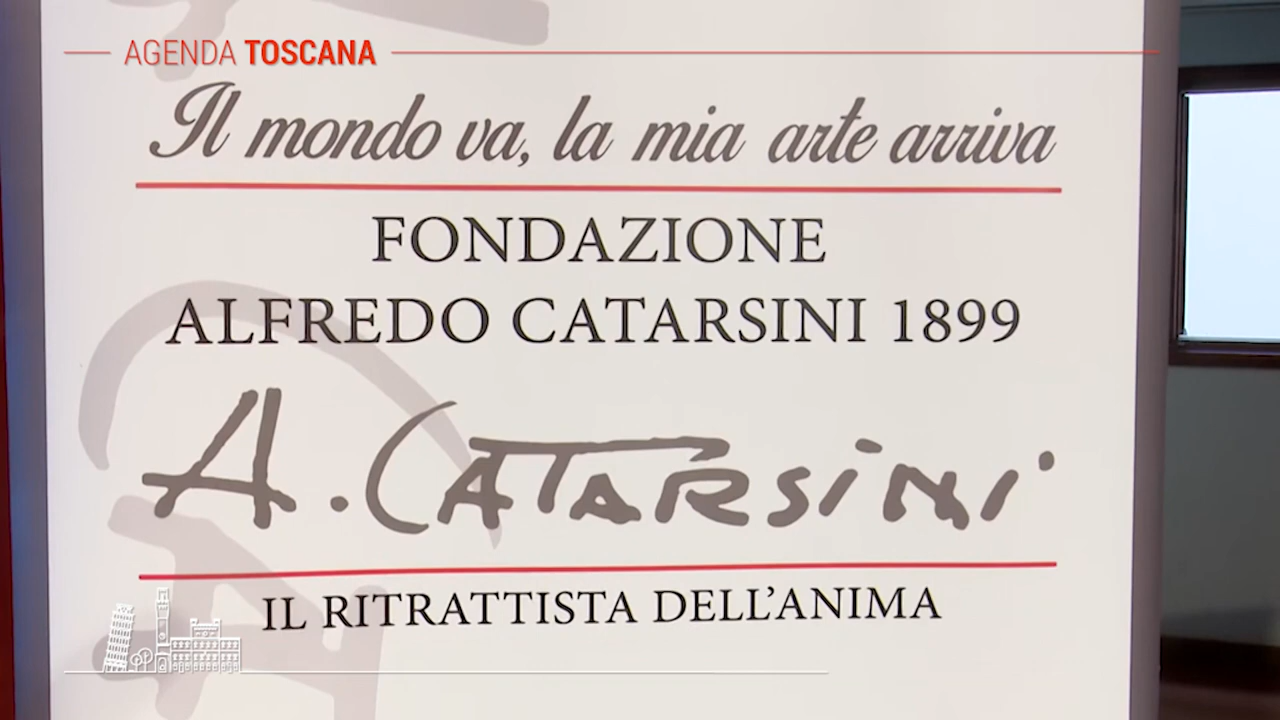 AGENDA TOSCANA
Il mondo va, la mia arte arriva
FONDAZIONE
ALFREDO CATARSINI 1899
A. CATARSINI
IL RITRATTISTA DELL'ANIMA